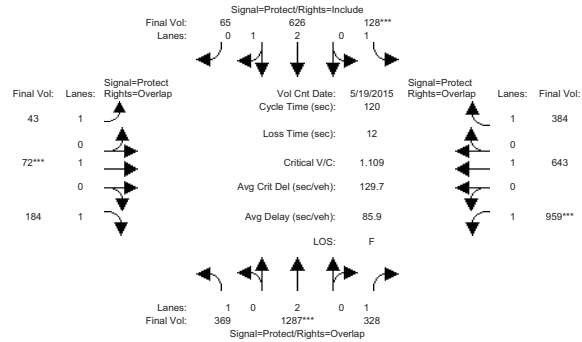 Signal=Protect/Rights=Include
Final Vol: 65 626 128***
Lanes: 0 1 2 0 1
Signal=Protect
Final Vol: Lanes: Rights=Overlap
Vol Cnt Date: 5/19/2015
Signal=Protect
Rights=Overlap Lanes: Final Vol:
Cycle Time (sec): 120
43 1
1 384
Loss Time (sec): 12
0
0
72*** 1
Critical V/C: 1.109
1 643
0
Avg Crit Del (sec/veh): 129.7
0
184 1
Avg Delay (sec/veh): 85.9
1 959***
LOS: F
Lanes: 1 0 2 0 1
Final Vol: 369 1287*** 328
Signal=Protect/Rights=Overlap